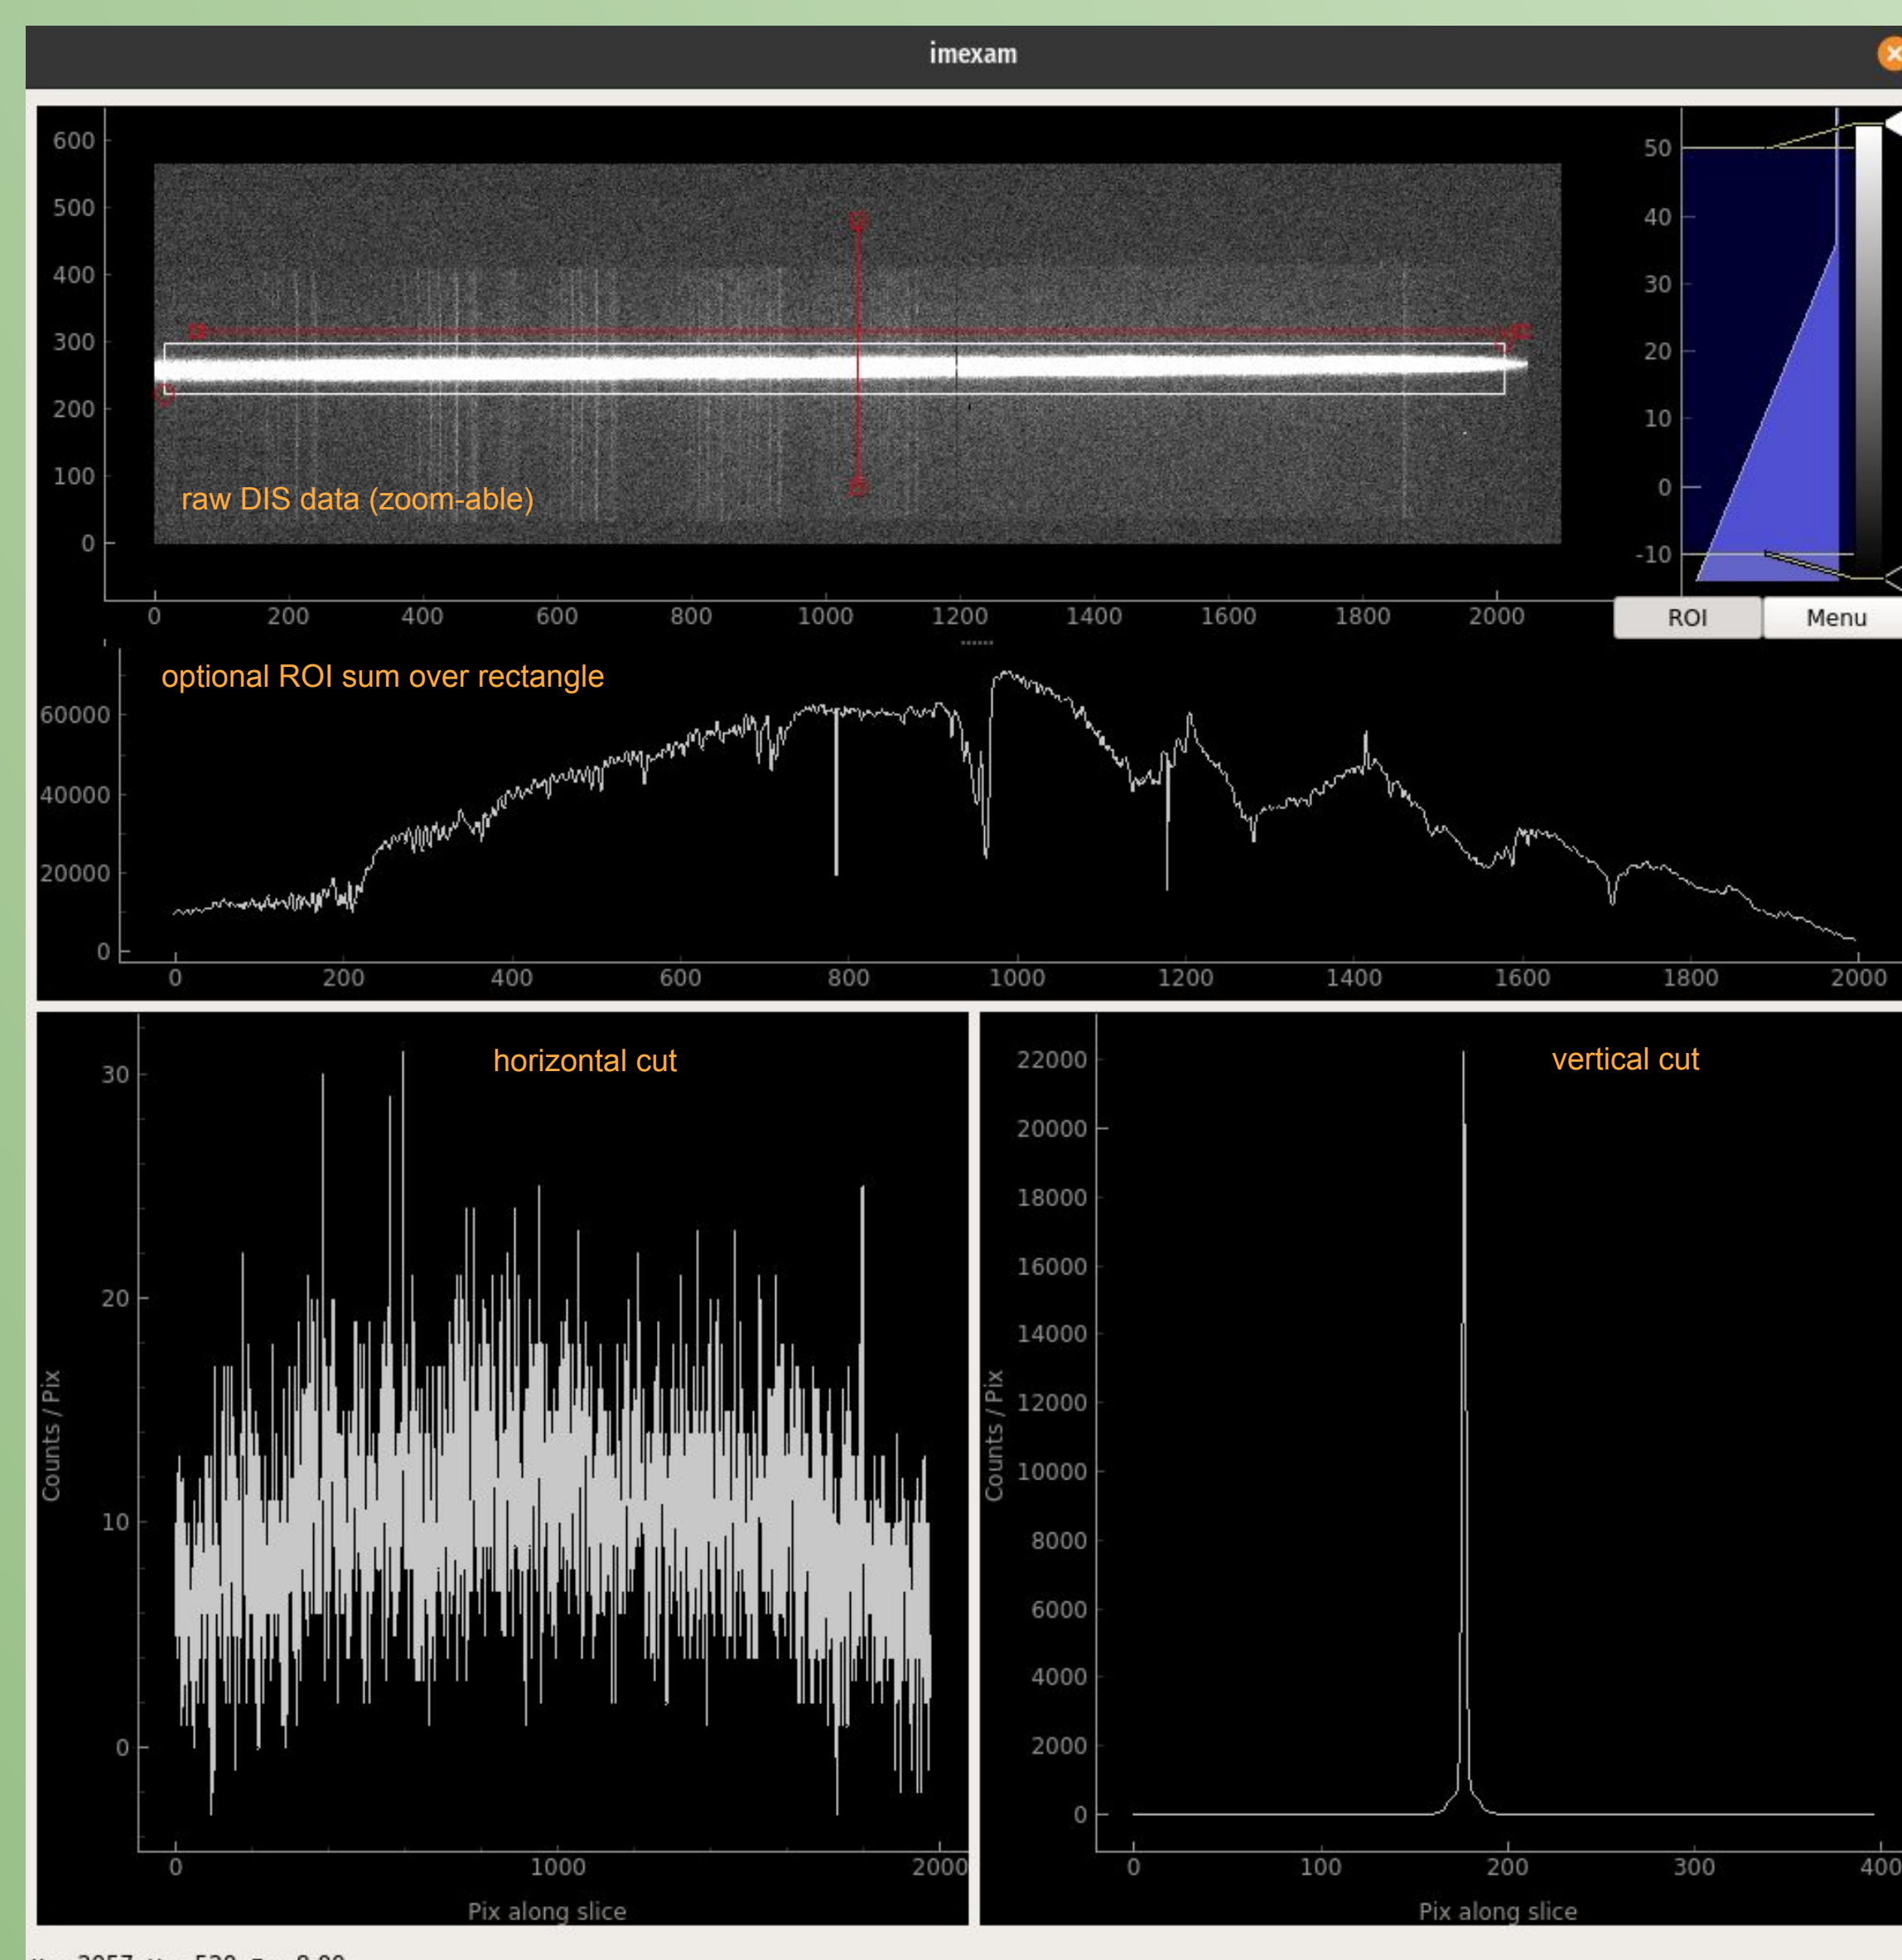 imexam
600
500
400
300
200
100
0
raw DIS data (zoom-able)
0 200 400 600 800 1000 1200 1400 1600 1800 2000
50
40
30
20
10
0
-10
ROI Menu
optional ROI sum over rectangle
60000
40000
20000
0
0 200 400 600 800 1000 1200 1400 1600 1800 2000
horizontal cut
30
20
10
0
Counts / Pix
0 1000 2000
Pix along slice
vertical cut
22000
20000
18000
16000
14000
12000
10000
8000
6000
4000
2000
0
Counts / Pix
0 100 200 300 400
Pix along slice